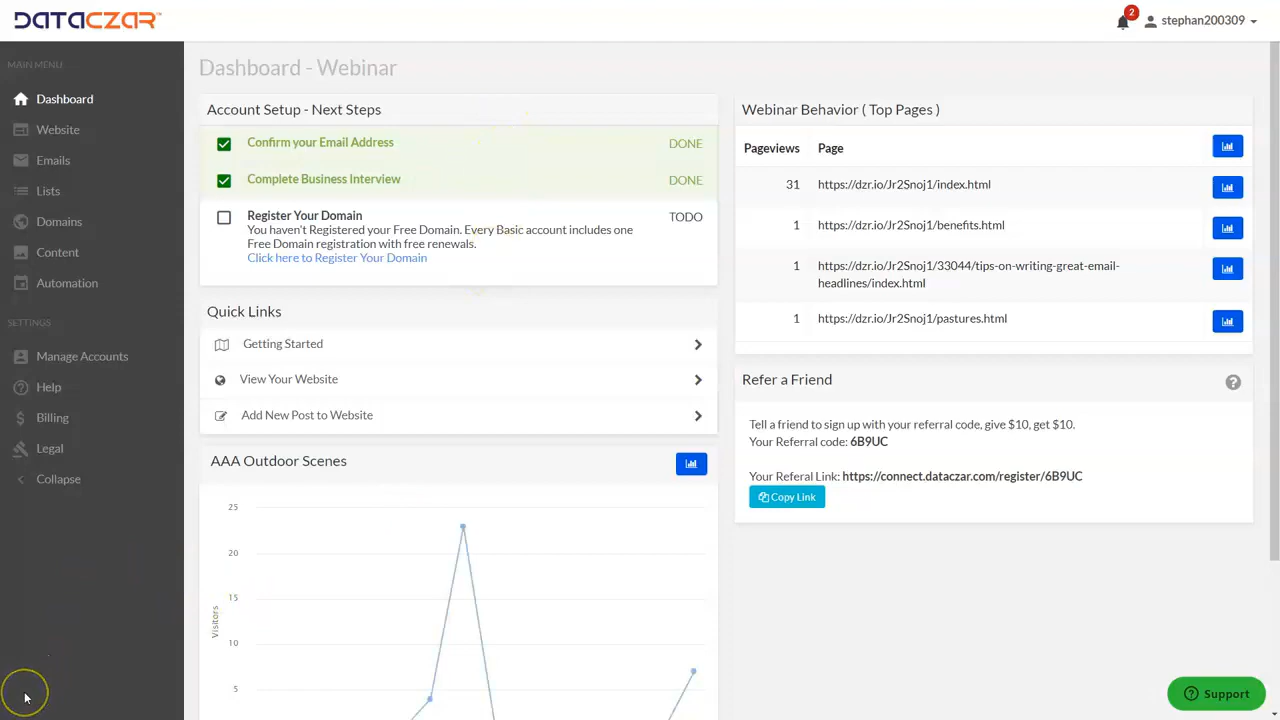 DATACZAR
2
stephan200309
MAIN MENU
Dashboard
Website
Emails
Lists
Domains
Content
Automation
SETTINGS
Manage Accounts
Help
Billing
Legal
Collapse
Dashboard - Webinar
Account Setup - Next Steps
Confirm your Email Address DONE
Complete Business Interview DONE
Register Your Domain TODO
You haven't Registered your Free Domain. Every Basic account includes one
Free Domain registration with free renewals.
Click here to Register Your Domain
Quick Links
Getting Started
View Your Website
Add New Post to Website
AAA Outdoor Scenes
25
20
15
10
5
Visitors
Webinar Behavior ( Top Pages )
Pageviews Page
31 https://dzr.io/Jr2Snoj1/index.html
1 https://dzr.io/Jr2Snoj1/benefits.html
1 https://dzr.io/Jr2Snoj1/33044/tips-on-writing-great-email-
headlines/index.html
1 https://dzr.io/Jr2Snoj1/pastures.html
Refer a Friend
Tell a friend to sign up with your referral code, give $10, get $10.
Your Referral code: 6B9UC
Your Referal Link: https://connect.dataczar.com/register/6B9UC
Copy Link
Support